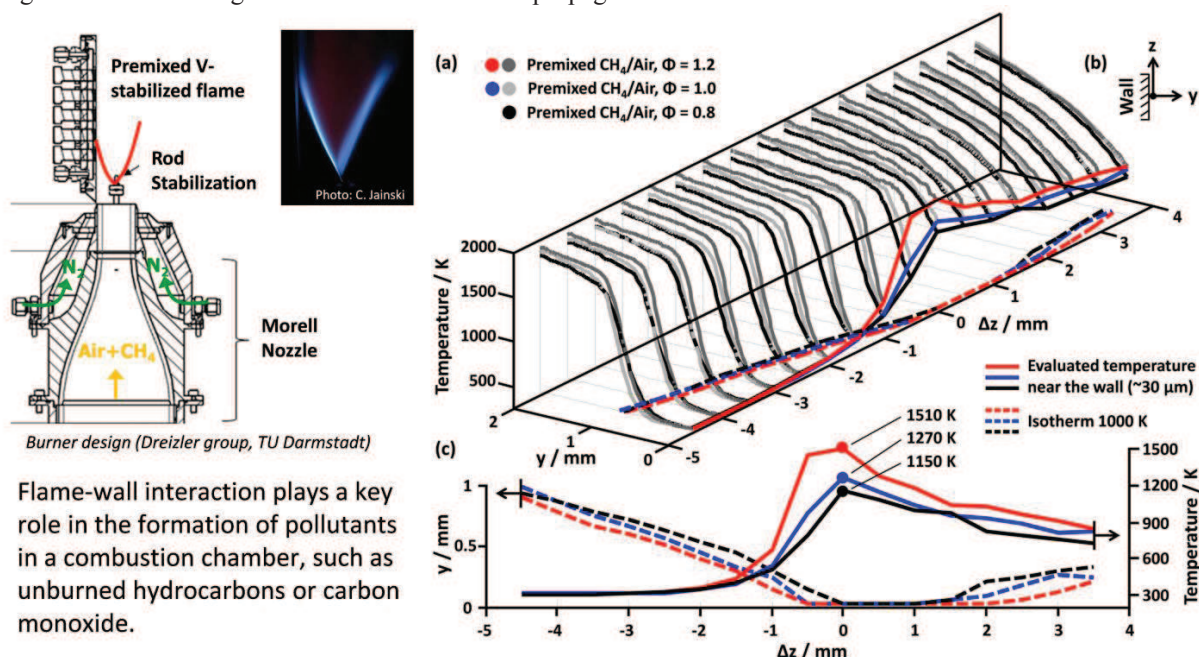 Premixed V-
stabilized flame
Rod
Stabilization
Photo: C. Jainski
N2
N2
Air+CH4
Morell
Nozzle
Burner design (Dreizler group, TU Darmstadt)
Flame-wall interaction plays a key
role in the formation of pollutants
in a combustion chamber, such as
unburned hydrocarbons or carbon
monoxide.
(a)
Premixed CH4/Air, Φ = 1.2
Premixed CH4/Air, Φ = 1.0
Premixed CH4/Air, Φ = 0.8
(b)
Wall
z
y
Temperature / K
2000
1500
1000
500
2
1
0
y / mm
-5
-4
-3
-2
-1
0
1
2
3
4
Δz / mm
Evaluated temperature
near the wall (~30 µm)
Isotherm 1000 K
(c)
1510 K
1270 K
1150 K
y / mm
1
0.5
0
Temperature / K
1500
1200
900
600
300
-5
-4
-3
-2
-1
0
1
2
3
4
Δz / mm